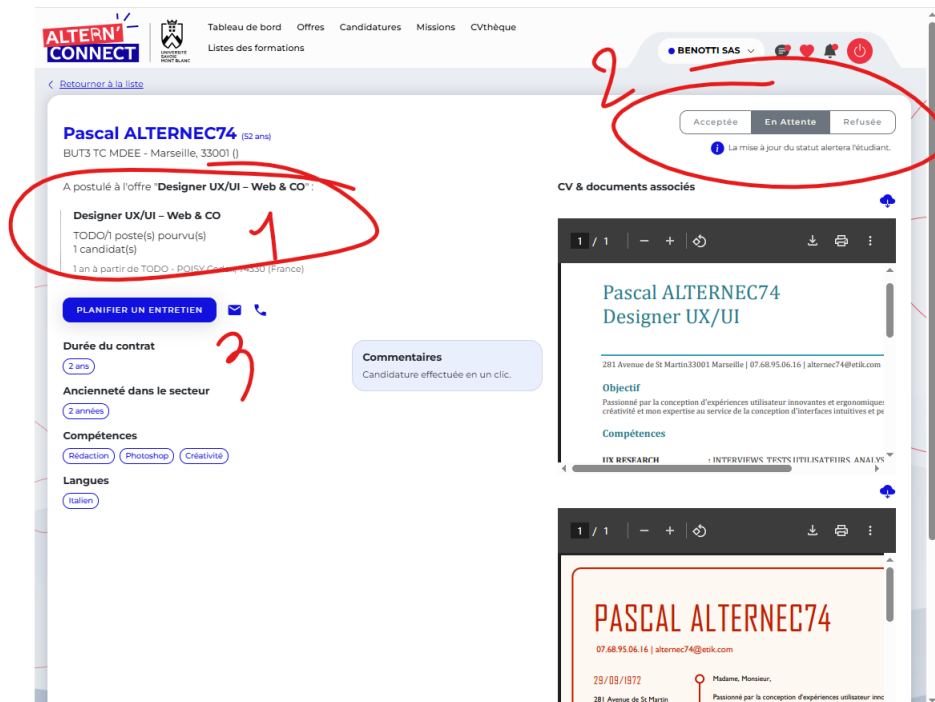 ALTERN'
CONNECT
UNIVERSITÉ
SAVOIE
MONT BLANC
Tableau de bord Offres Candidatures Missions CVthèque
Listes des formations
BENOTTI SAS
2
Retourner à la liste
Pascal ALTERNEC74 (52 ans)
BUT3 TC MDEE - Marseille, 33001 ()
Acceptée En Attente Refusée
i La mise à jour du statut alertera l'étudiant.
A postulé à l'offre "Designer UX/UI – Web & CO" :
Designer UX/UI – Web & CO
TODO/1 poste(s) pourvu(s)
1 candidat(s)
1 an à partir de TODO - POISY Cedex, 74330 (France)
1
PLANIFIER UN ENTRETIEN
3
Durée du contrat
2 ans
Ancienneté dans le secteur
2 années
Compétences
Rédaction Photoshop Créativité
Langues
Italien
Commentaires
Candidature effectuée en un clic.
CV & documents associés
1 / 1
Pascal ALTERNEC74
Designer UX/UI
281 Avenue de St Martin33001 Marseille | 07.68.95.06.16 | alternec74@etik.com
Objectif
Passionné par la conception d'expériences utilisateur innovantes et ergonomiques
créativité et mon expertise au service de la conception d'interfaces intuitives et pe
Compétences
UX RESEARCH : INTERVIEWS, TESTS UTILISATEURS, ANALYS
1 / 1
PASCAL ALTERNEC74
07.68.95.06.16 | alternec74@etik.com
29/09/1972
281 Avenue de St Martin
Madame, Monsieur,
Passionné par la conception d'expériences utilisateur inno